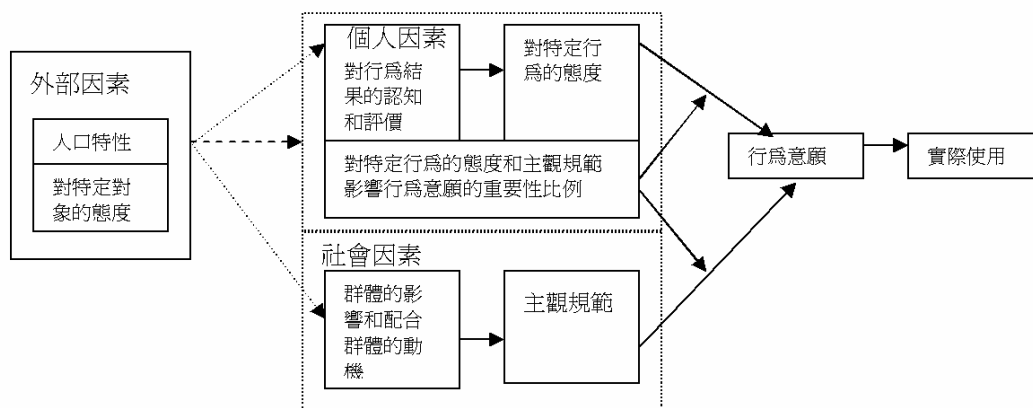 外部因素
人口特性
對特定對
象的態度
個人因素
對行爲結
果的認知
和評價
對特定行
爲的態度
對特定行爲的態度和主觀規範
影響行爲意願的重要性比例
社會因素
群體的影
響和配合
群體的動
機
主觀規範
行爲意願
實際使用